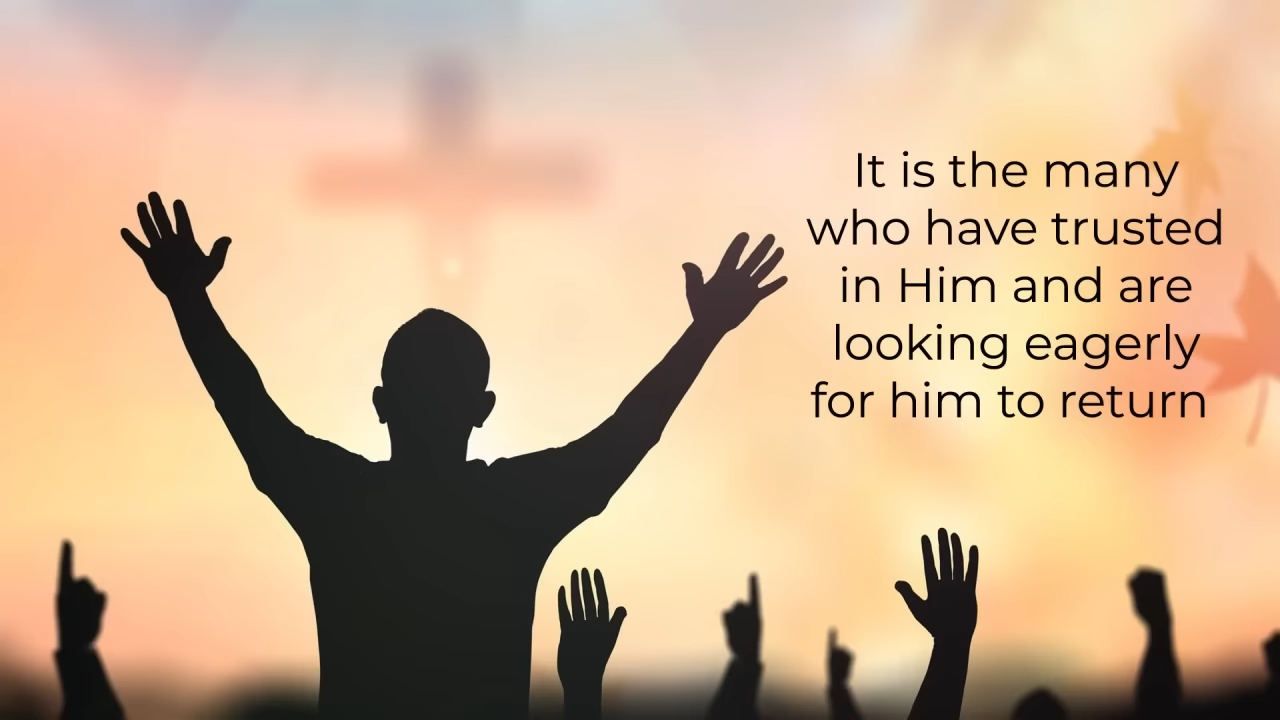 It is the many
who have trusted
in Him and are
looking eagerly
for him to return